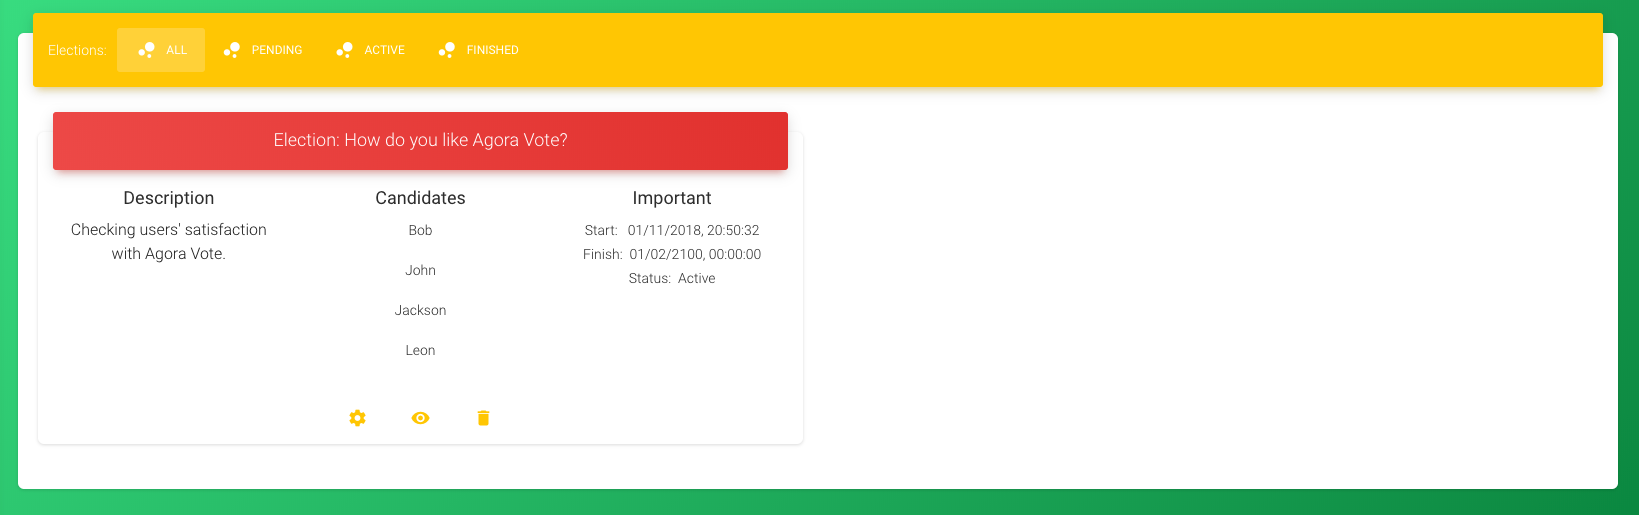 Elections: ALL PENDING ACTIVE FINISHED
Election: How do you like Agora Vote?
Description
Checking users' satisfaction
with Agora Vote.
Candidates
Bob
John
Jackson
Leon
Important
Start: 01/11/2018, 20:50:32
Finish: 01/02/2100, 00:00:00
Status: Active